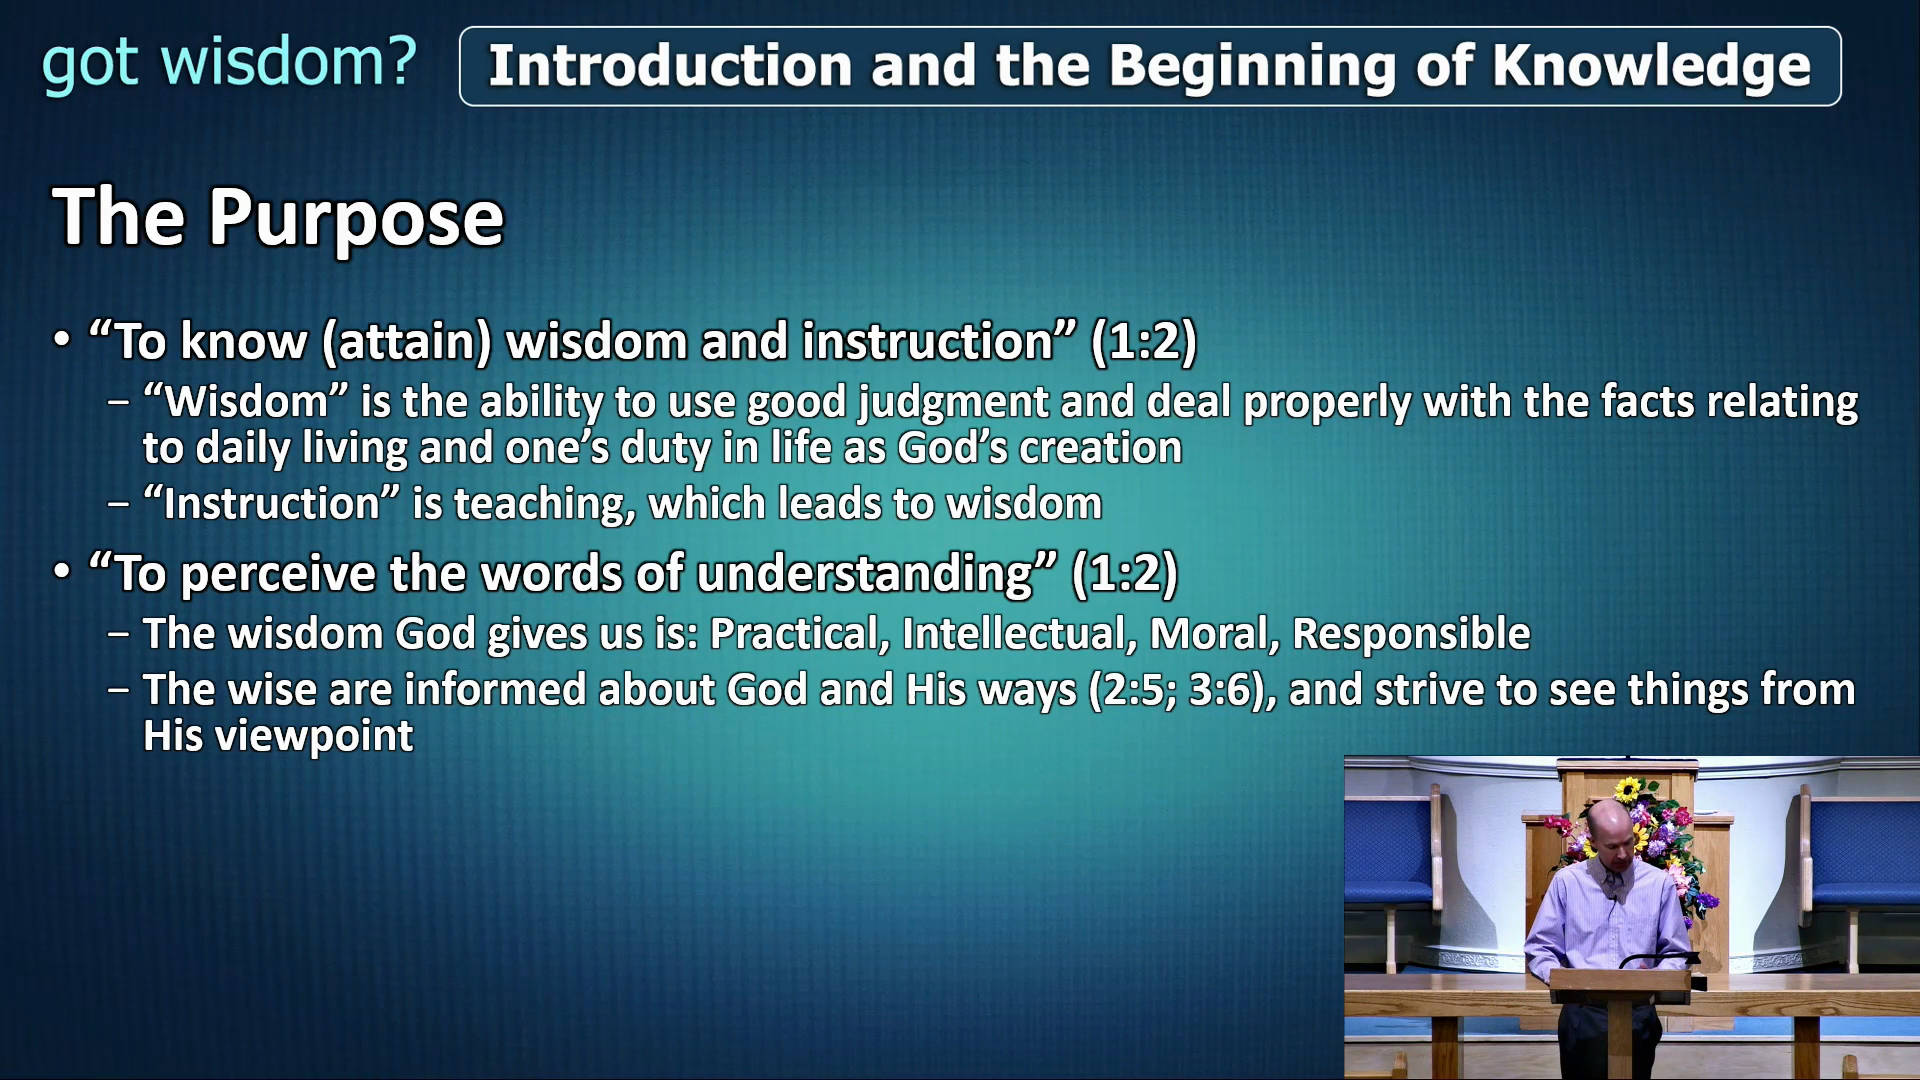 got wisdom?
Introduction and the Beginning of Knowledge
The Purpose
• “To know (attain) wisdom and instruction” (1:2)
– “Wisdom” is the ability to use good judgment and deal properly with the facts relating
to daily living and one’s duty in life as God’s creation
– “Instruction” is teaching, which leads to wisdom
• “To perceive the words of understanding” (1:2)
– The wisdom God gives us is: Practical, Intellectual, Moral, Responsible
– The wise are informed about God and His ways (2:5; 3:6), and strive to see things from
His viewpoint